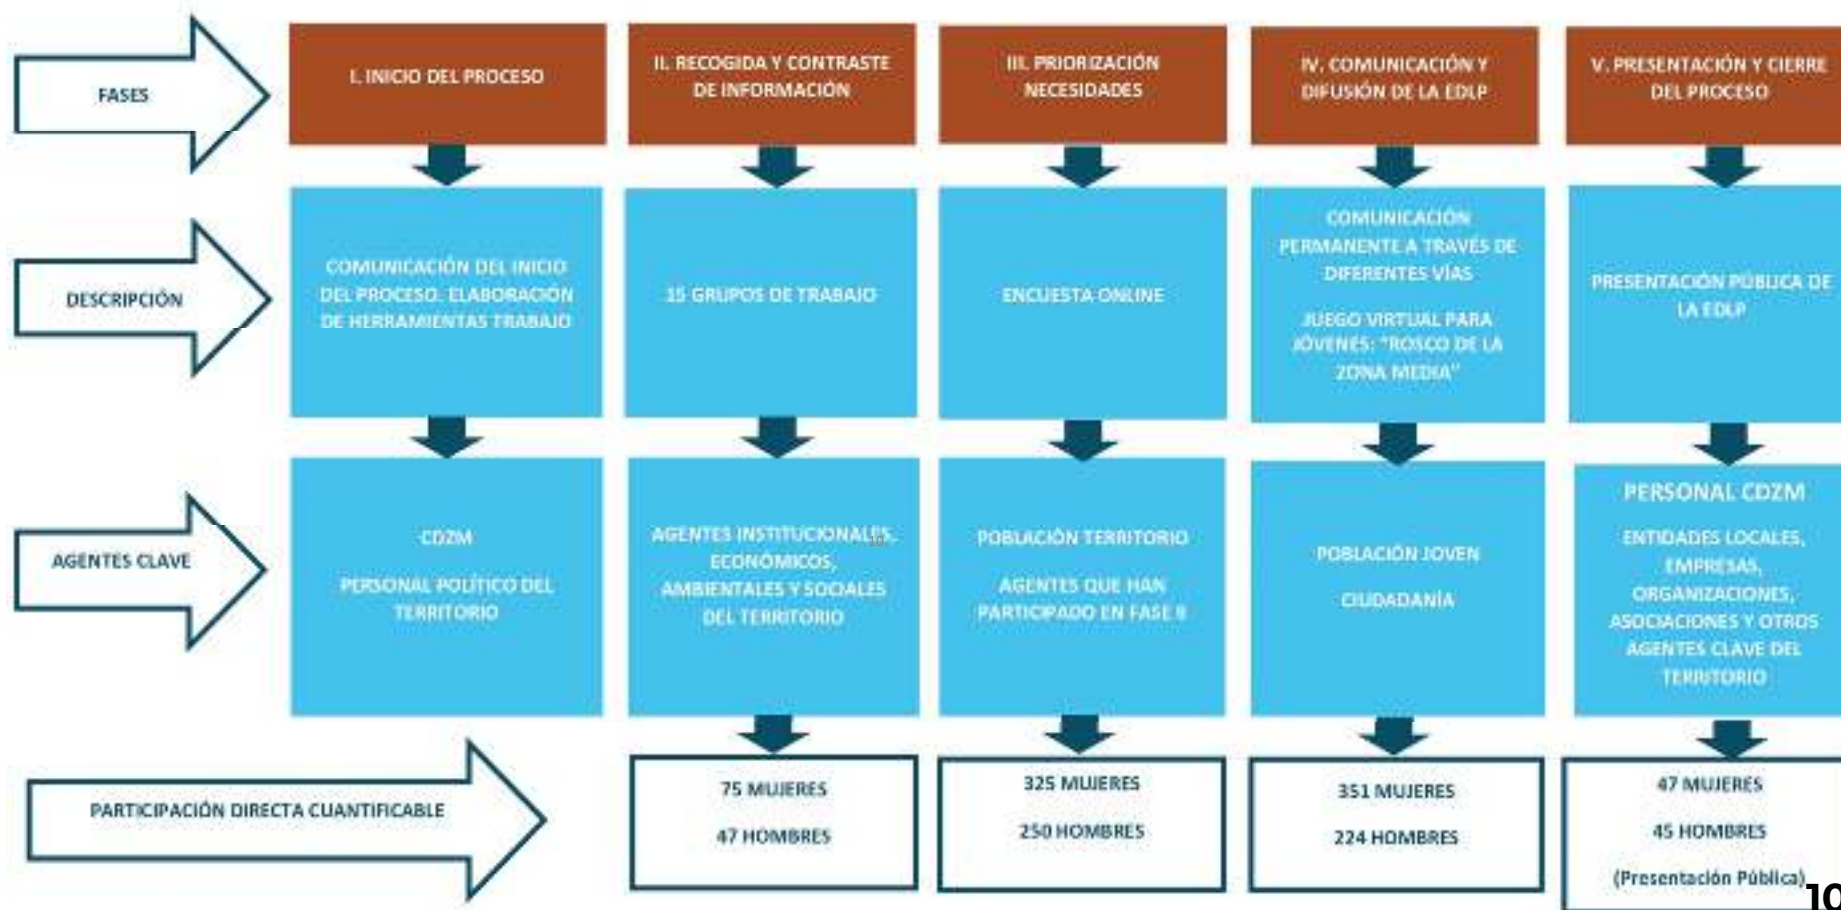 FASES
I. INICIO DEL PROCESO
II. RECOGIDA Y CONTRASTE
DE INFORMACIÓN
III. PRIORIZACIÓN
NECESIDADES
IV. COMUNICACIÓN Y
DIFUSIÓN DE LA EDLP
V. PRESENTACIÓN Y CIERRE
DEL PROCESO
DESCRIPCIÓN
COMUNICACIÓN DEL INICIO
DEL PROCESO. ELABORACIÓN
DE HERRAMIENTAS TRABAJO
15 GRUPOS DE TRABAJO
ENCUESTA ONLINE
COMUNICACIÓN
PERMANENTE A TRAVÉS DE
DIFERENTES VÍAS
JUEGO VIRTUAL PARA
JÓVENES: "ROSCO DE LA
ZONA MEDIA"
PRESENTACIÓN PÚBLICA DE
LA EDLP
AGENTES CLAVE
CDZM
PERSONAL POLÍTICO DEL
TERRITORIO
AGENTES INSTITUCIONALES,
ECONÓMICOS,
AMBIENTALES Y SOCIALES
DEL TERRITORIO
10
POBLACIÓN TERRITORIO
AGENTES QUE HAN
PARTICIPADO EN FASE II
POBLACIÓN JOVEN
CIUDADANÍA
PERSONAL CDZM
ENTIDADES LOCALES,
EMPRESAS,
ORGANIZACIONES,
ASOCIACIONES Y OTROS
AGENTES CLAVE DEL
TERRITORIO
PARTICIPACIÓN DIRECTA CUANTIFICABLE
75 MUJERES
47 HOMBRES
325 MUJERES
250 HOMBRES
351 MUJERES
224 HOMBRES
47 MUJERES
45 HOMBRES
(Presentación Pública)
10